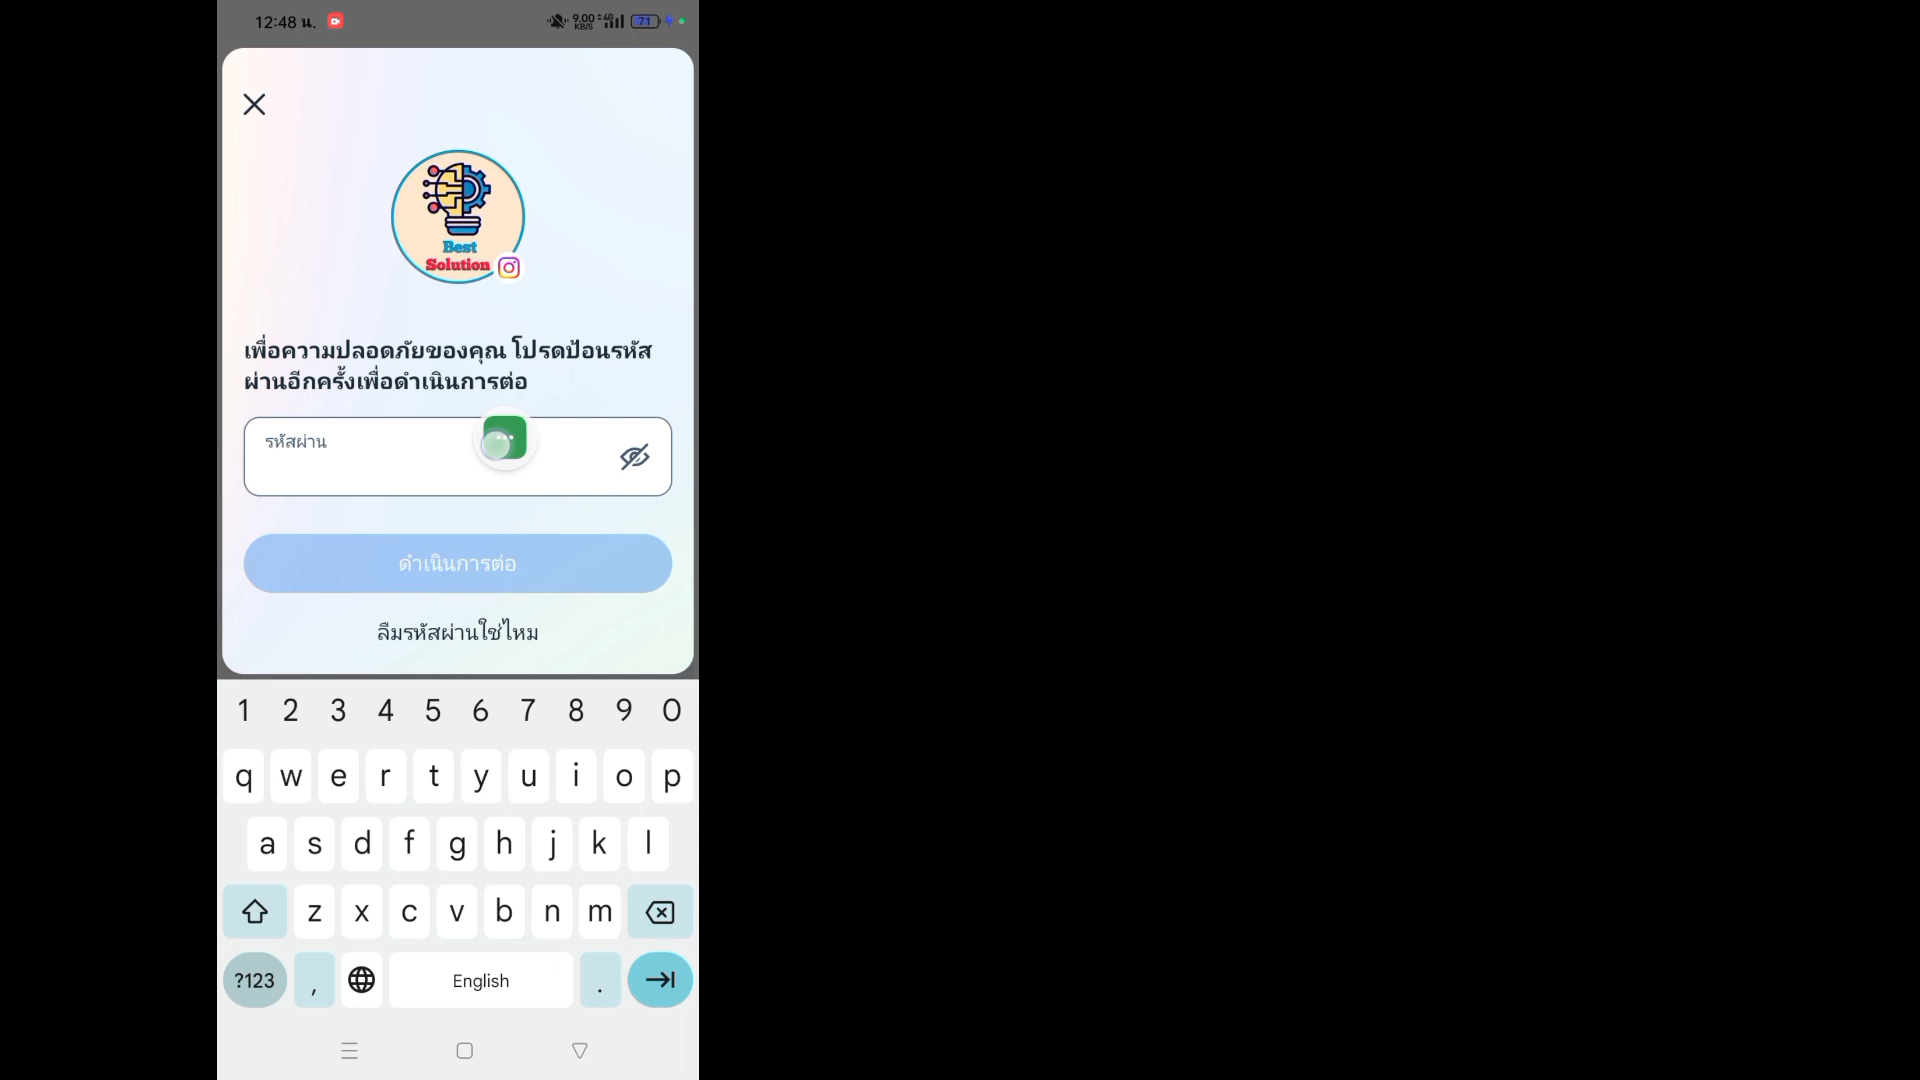 12:48 น.
9.00 KB/S 4G 71
Best
Solution
เพื่อความปลอดภัยของคุณ โปรดป้อนรหัส
ผ่านอีกครั้งเพื่อดำเนินการต่อ
รหัสผ่าน
ดำเนินการต่อ
ลืมรหัสผ่านใช่ไหม
1 2 3 4 5 6 7 8 9 0
q w e r t y u i o p
a s d f g h j k l
z x c v b n m
?123 , English .